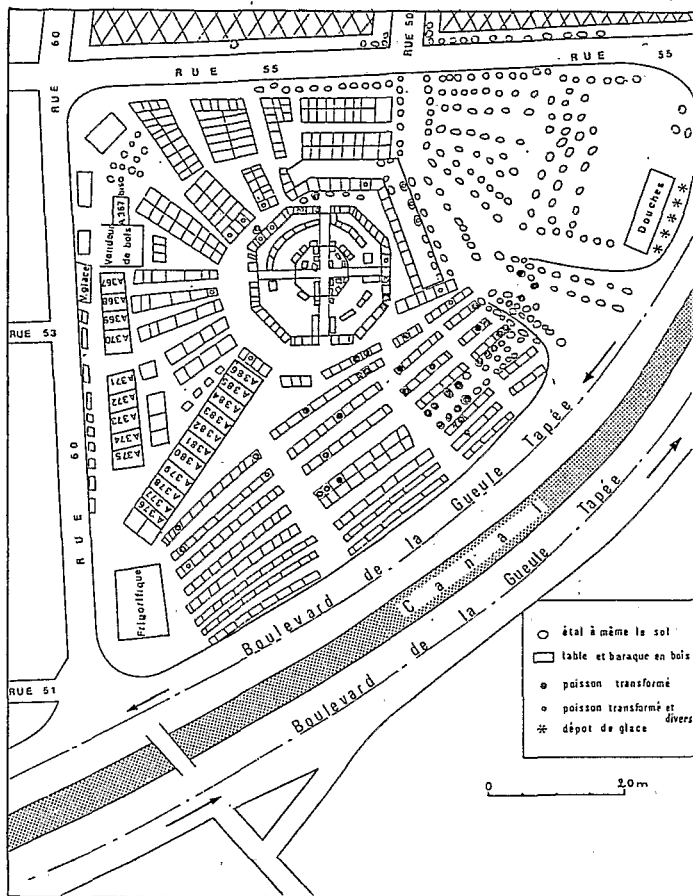 RUE 60
RUE 50
RUE 55
RUE 55
Douches
A367 biso
Vendeur de bois
V.glace
A367
A368
A369
A370
RUE 53
A371
A372
A373
A374
A375
A386
A385
A384
A383
A382
A381
A380
A379
A378
A377
A376
RUE 60
Frigorifique
RUE 51
Boulevard de la Gueule Tapée
Canal
Boulevard de la Gueule Tapée
étal à même le sol
table et baraque en bois
poisson transformé
poisson transformé et divers
dépot de glace
0 20m